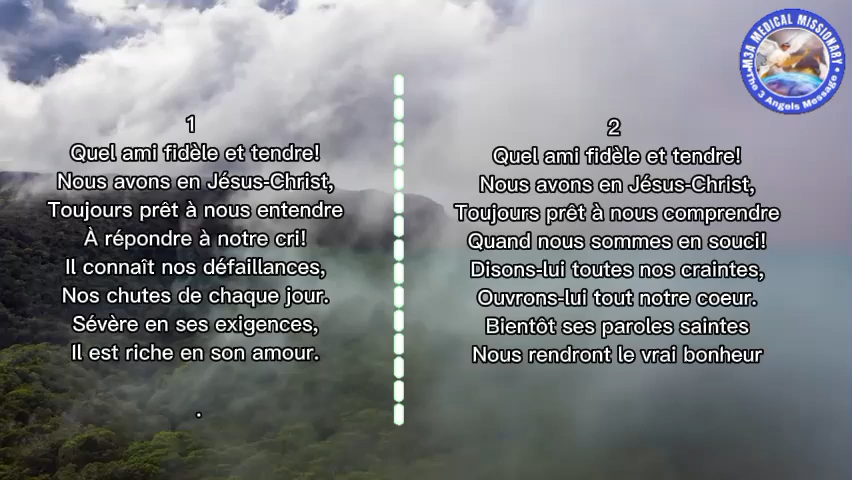 1
Quel ami fidèle et tendre!
Nous avons en Jésus-Christ,
Toujours prêt à nous entendre
À répondre à notre cri!
Il connaît nos défaillances,
Nos chutes de chaque jour.
Sévère en ses exigences,
Il est riche en son amour.
.
2
Quel ami fidèle et tendre!
Nous avons en Jésus-Christ,
Toujours prêt à nous comprendre
Quand nous sommes en souci!
Disons-lui toutes nos craintes,
Ouvrons-lui tout notre coeur.
Bientôt ses paroles saintes
Nous rendront le vrai bonheur
M3A MEDICAL MISSIONARY
The 3 Angels Message